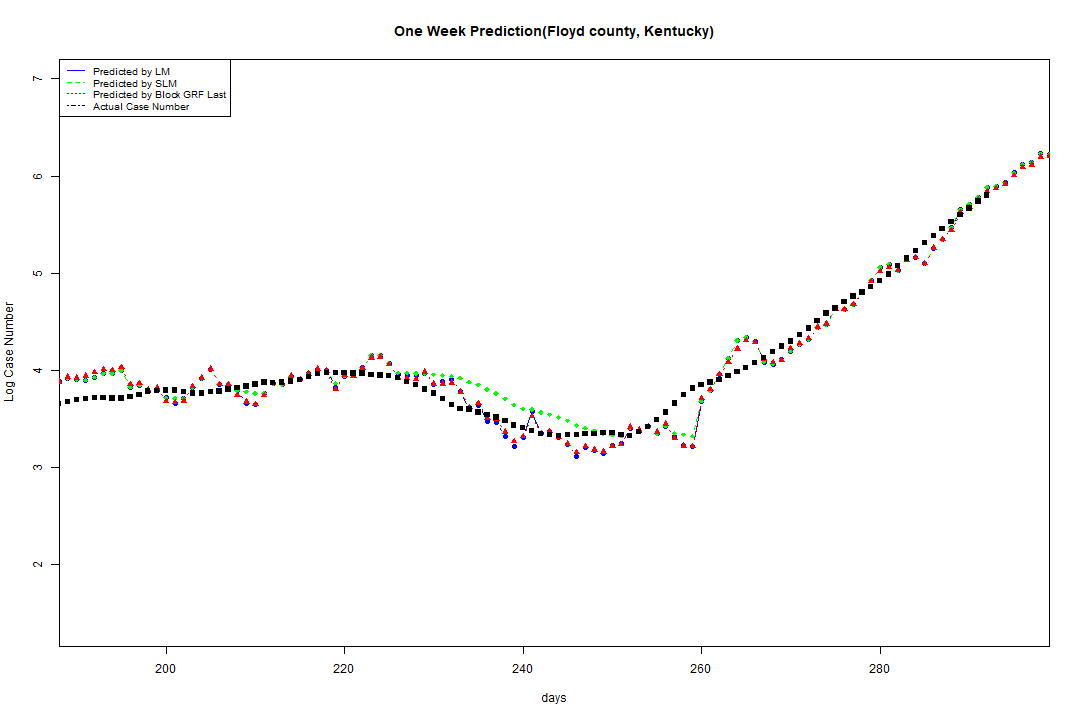 One Week Prediction(Floyd county, Kentucky)
Predicted by LM
Predicted by SLM
Predicted by Block GRF Last
Actual Case Number
7
6
5
4
3
2
Log Case Number
200 220 240 260 280
days